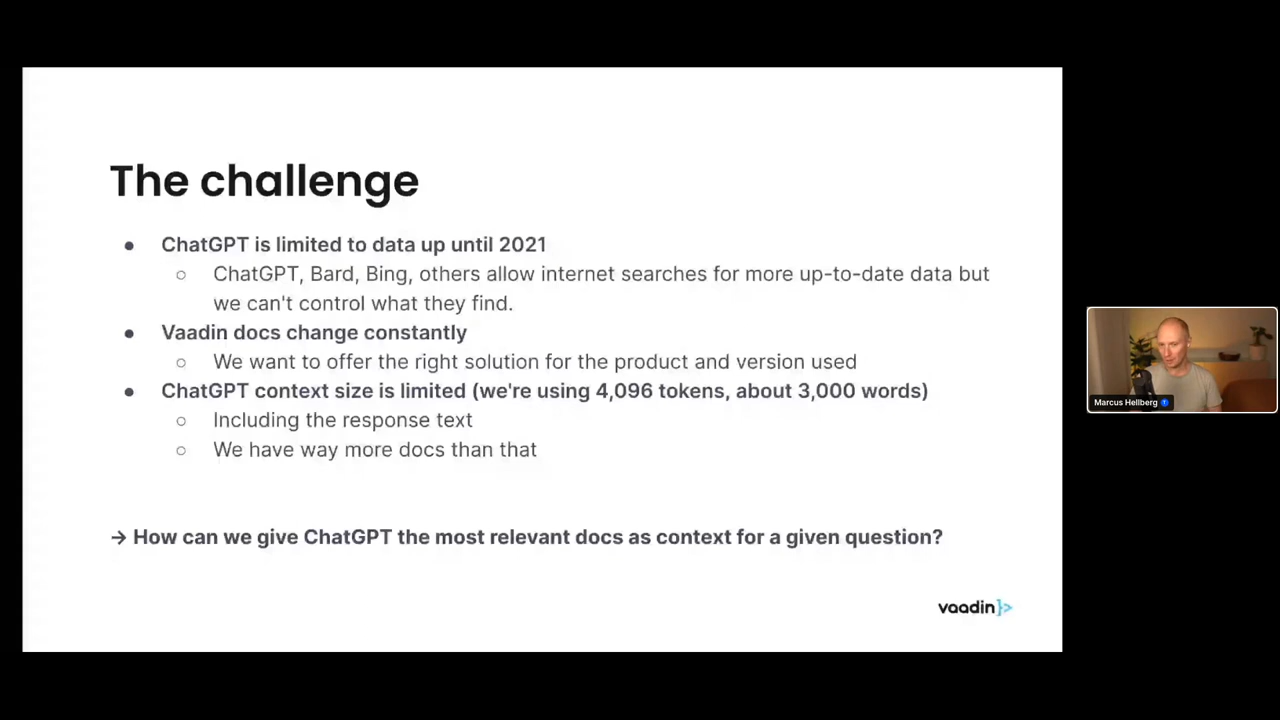 The challenge
● ChatGPT is limited to data up until 2021
○ ChatGPT, Bard, Bing, others allow internet searches for more up-to-date data but
we can't control what they find.
● Vaadin docs change constantly
○ We want to offer the right solution for the product and version used
● ChatGPT context size is limited (we're using 4,096 tokens, about 3,000 words)
○ Including the response text
○ We have way more docs than that
→ How can we give ChatGPT the most relevant docs as context for a given question?
vaadin}>
Marcus Hellberg